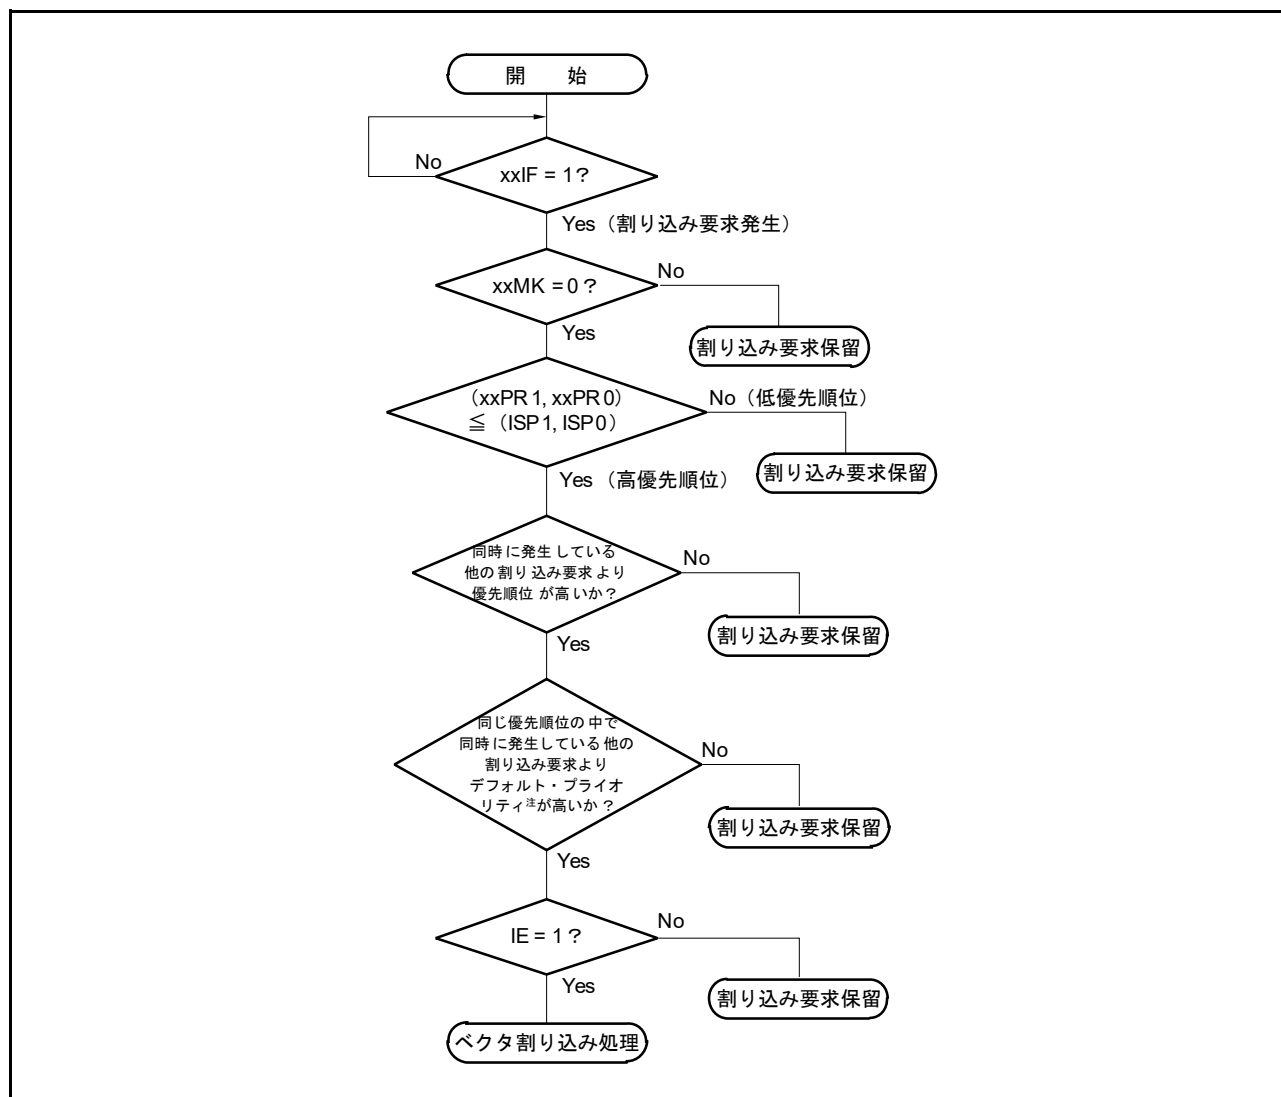 開　始
No
xxIF = 1？
Yes（割り込み要求発生）
xxMK = 0？
No
Yes
割り込み要求保留
（xxPR1, xxPR0）
≦（ISP1, ISP0）
No（低優先順位）
割り込み要求保留
Yes（高優先順位）
同時に発生している
他の割り込み要求より
優先順位が高いか？
No
割り込み要求保留
Yes
同じ優先順位の中で
同時に発生している他の
割り込み要求より
デフォルト・プライオ
リティ注が高いか？
No
割り込み要求保留
Yes
IE = 1？
No
割り込み要求保留
Yes
ベクタ割り込み処理